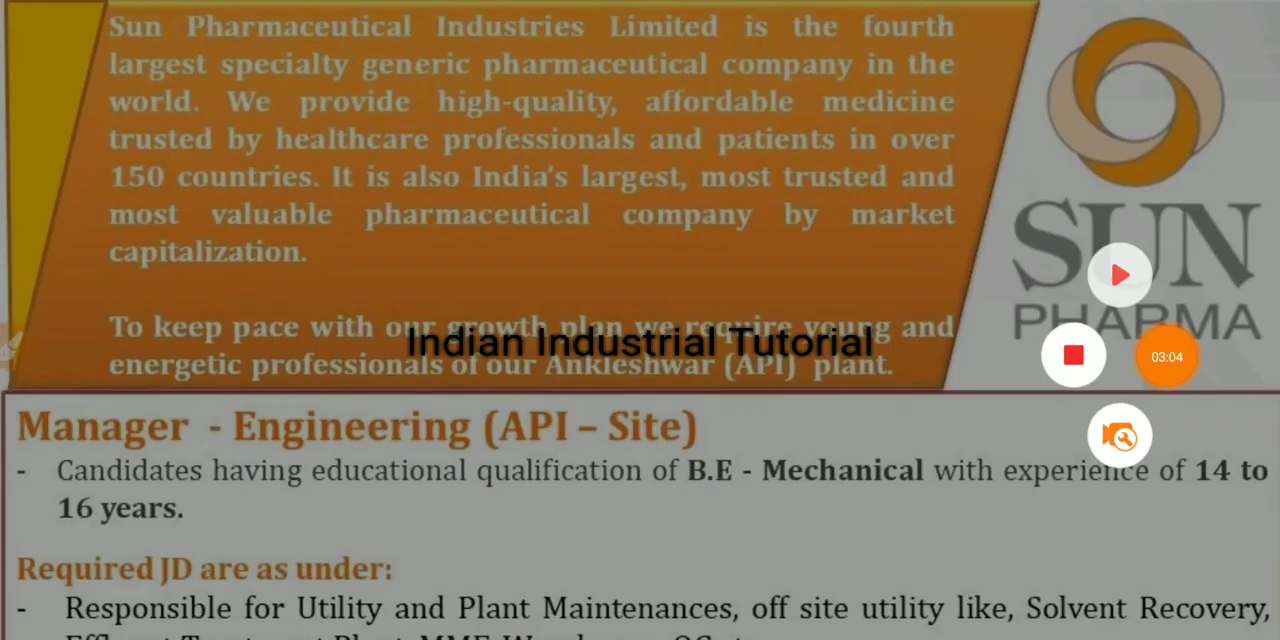 Sun Pharmaceutical Industries Limited is the fourth
largest specialty generic pharmaceutical company in the
world. We provide high-quality, affordable medicine
trusted by healthcare professionals and patients in over
150 countries. It is also India's largest, most trusted and
most valuable pharmaceutical company by market
capitalization.
To keep pace with our growth plan we require young and
energetic professionals of our Ankleshwar (API) plant.
Indian Industrial Tutorial
SUN
PHARMA
03:04
Manager - Engineering (API – Site)
- Candidates having educational qualification of B.E - Mechanical with experience of 14 to
16 years.
Required JD are as under:
- Responsible for Utility and Plant Maintenances, off site utility like, Solvent Recovery,